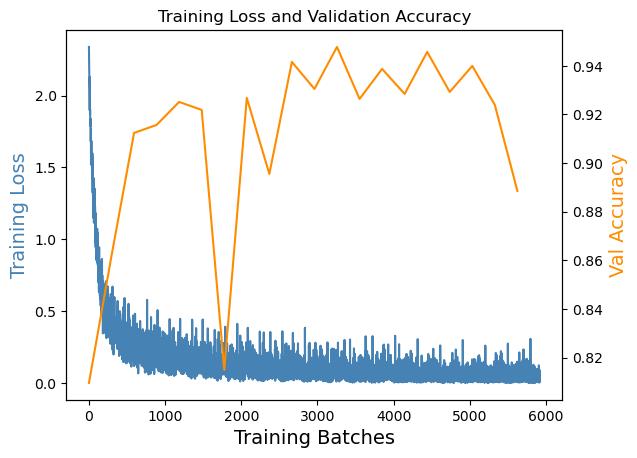 Training Loss and Validation Accuracy
2.0
1.5
1.0
0.5
0.0
Training Loss
0.94
0.92
0.90
0.88
0.86
0.84
0.82
Val Accuracy
0 1000 2000 3000 4000 5000 6000
Training Batches